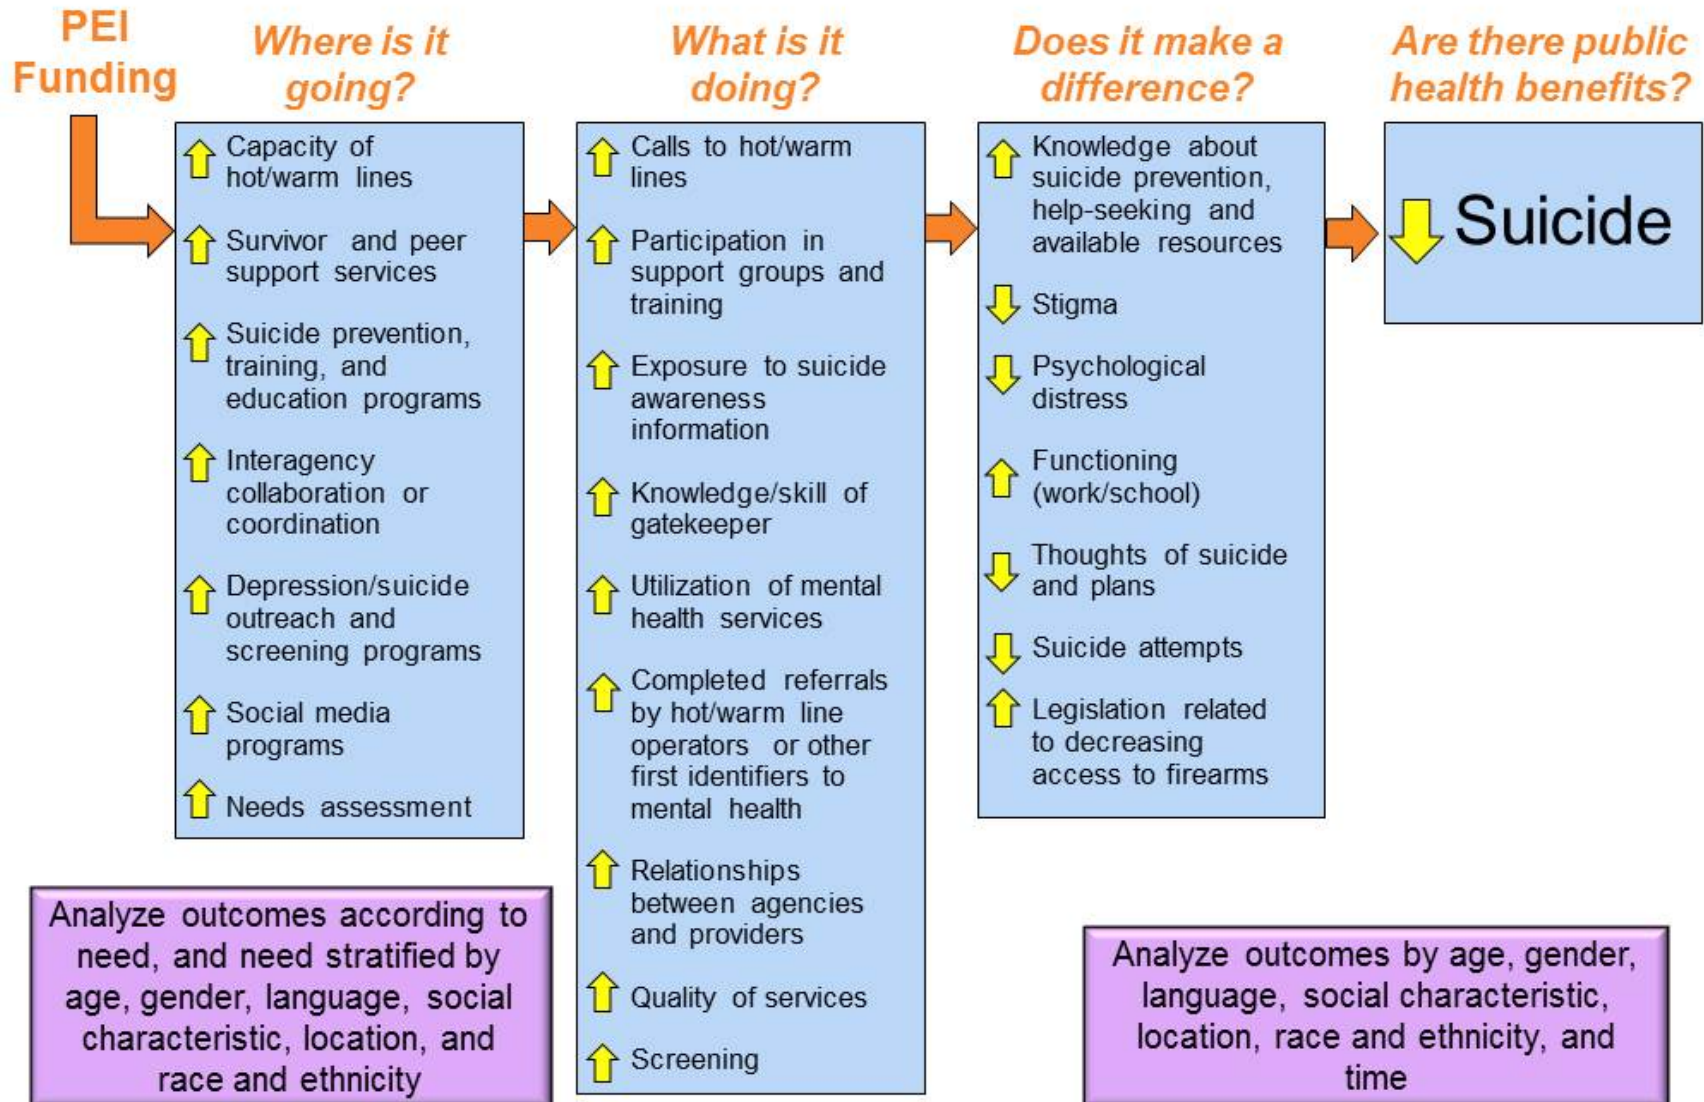 PEI
Funding
Where is it
going?
What is it
doing?
Does it make a
difference?
Are there public
health benefits?
Capacity of
hot/warm lines
Survivor and peer
support services
Suicide prevention,
training, and
education programs
Interagency
collaboration or
coordination
Depression/suicide
outreach and
screening programs
Social media
programs
Needs assessment
Calls to hot/warm
lines
Participation in
support groups and
training
Exposure to suicide
awareness
information
Knowledge/skill of
gatekeeper
Utilization of mental
health services
Completed referrals
by hot/warm line
operators or other
first identifiers to
mental health
Relationships
between agencies
and providers
Quality of services
Screening
Knowledge about
suicide prevention,
help-seeking and
available resources
Stigma
Psychological
distress
Functioning
(work/school)
Thoughts of suicide
and plans
Suicide attempts
Legislation related
to decreasing
access to firearms
Suicide
Analyze outcomes according to
need, and need stratified by
age, gender, language, social
characteristic, location, and
race and ethnicity
Analyze outcomes by age, gender,
language, social characteristic,
location, race and ethnicity, and
time